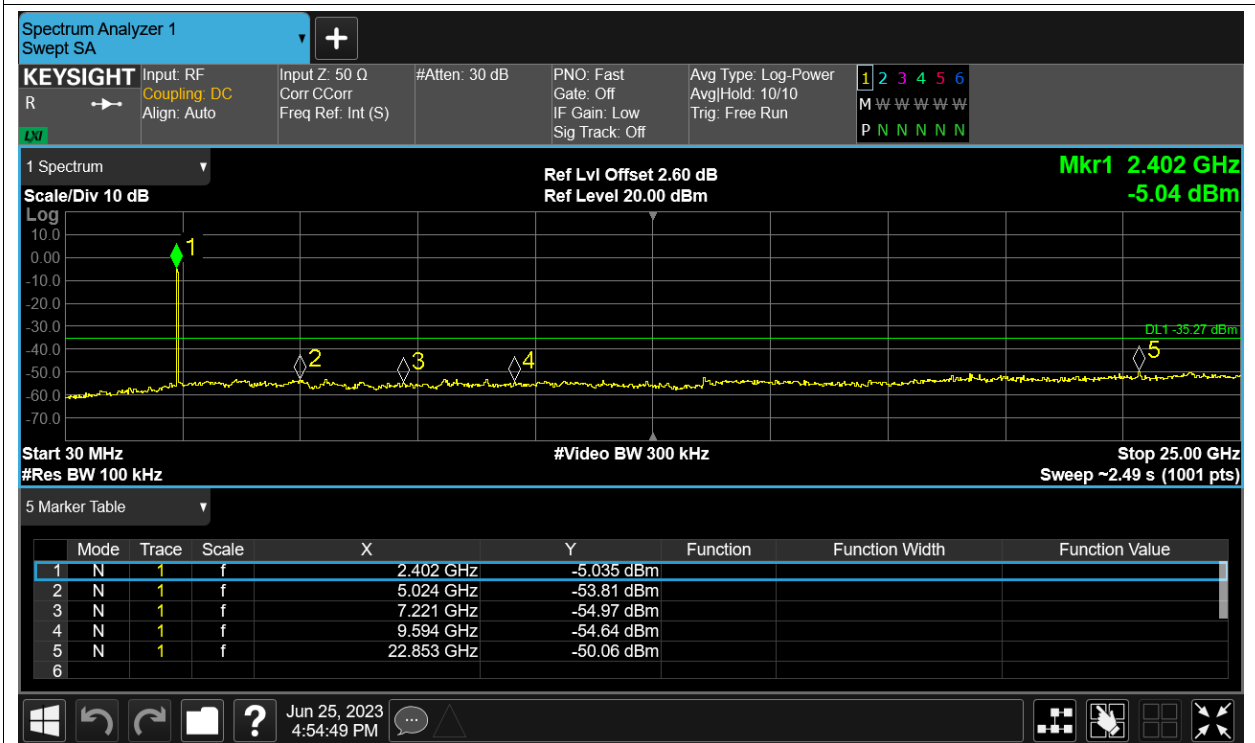 Spectrum Analyzer 1
Swept SA
KEYSIGHT
R
LXI
Input: RF
Coupling: DC
Align: Auto
Input Z: 50 Ω
Corr CCorr
Freq Ref: Int (S)
#Atten: 30 dB
PNO: Fast
Gate: Off
IF Gain: Low
Sig Track: Off
Avg Type: Log-Power
Avg|Hold: 10/10
Trig: Free Run
1 2 3 4 5 6
M W W W W W
P N N N N N
1 Spectrum
Scale/Div 10 dB
Ref Lvl Offset 2.60 dB
Ref Level 20.00 dBm
Mkr1 2.402 GHz
-5.04 dBm
Log
10.0
0.00
-10.0
-20.0
-30.0
-40.0
-50.0
-60.0
-70.0
1
2
3
4
5
DL1 -35.27 dBm
Start 30 MHz
#Video BW 300 kHz
Stop 25.00 GHz
#Res BW 100 kHz
Sweep ~2.49 s (1001 pts)
5 Marker Table
Mode Trace Scale X Y Function Function Width Function Value
1 N 1 f 2.402 GHz -5.035 dBm
2 N 1 f 5.024 GHz -53.81 dBm
3 N 1 f 7.221 GHz -54.97 dBm
4 N 1 f 9.594 GHz -54.64 dBm
5 N 1 f 22.853 GHz -50.06 dBm
6
?
Jun 25, 2023
4:54:49 PM